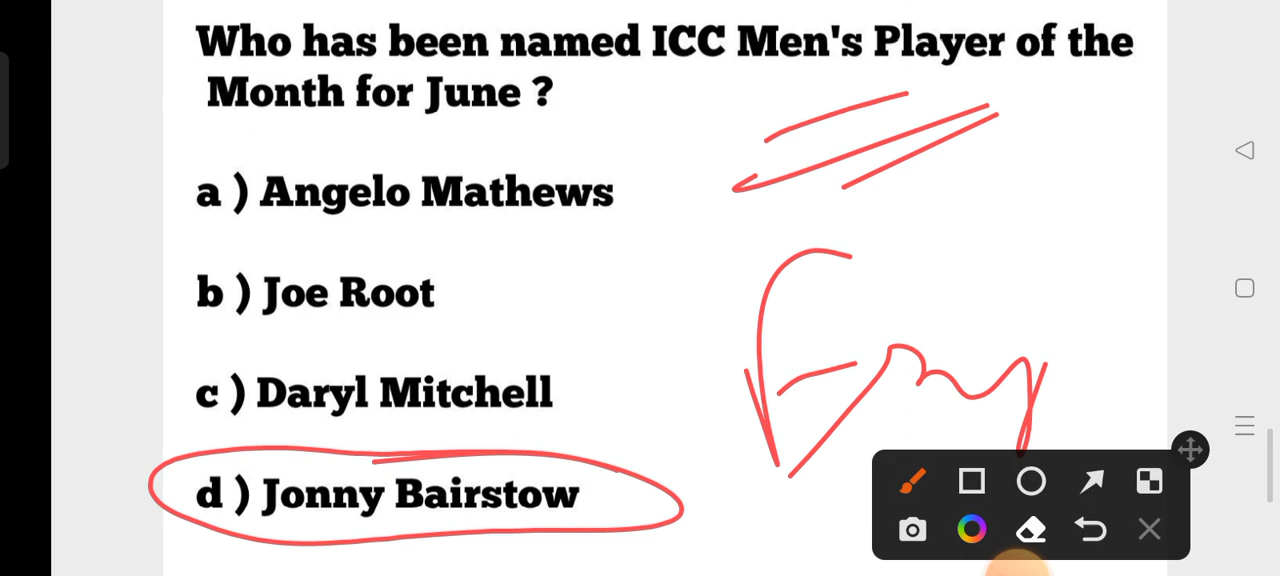 Who has been named ICC Men's Player of the
Month for June ?
a ) Angelo Mathews
b ) Joe Root
c ) Daryl Mitchell
d ) Jonny Bairstow